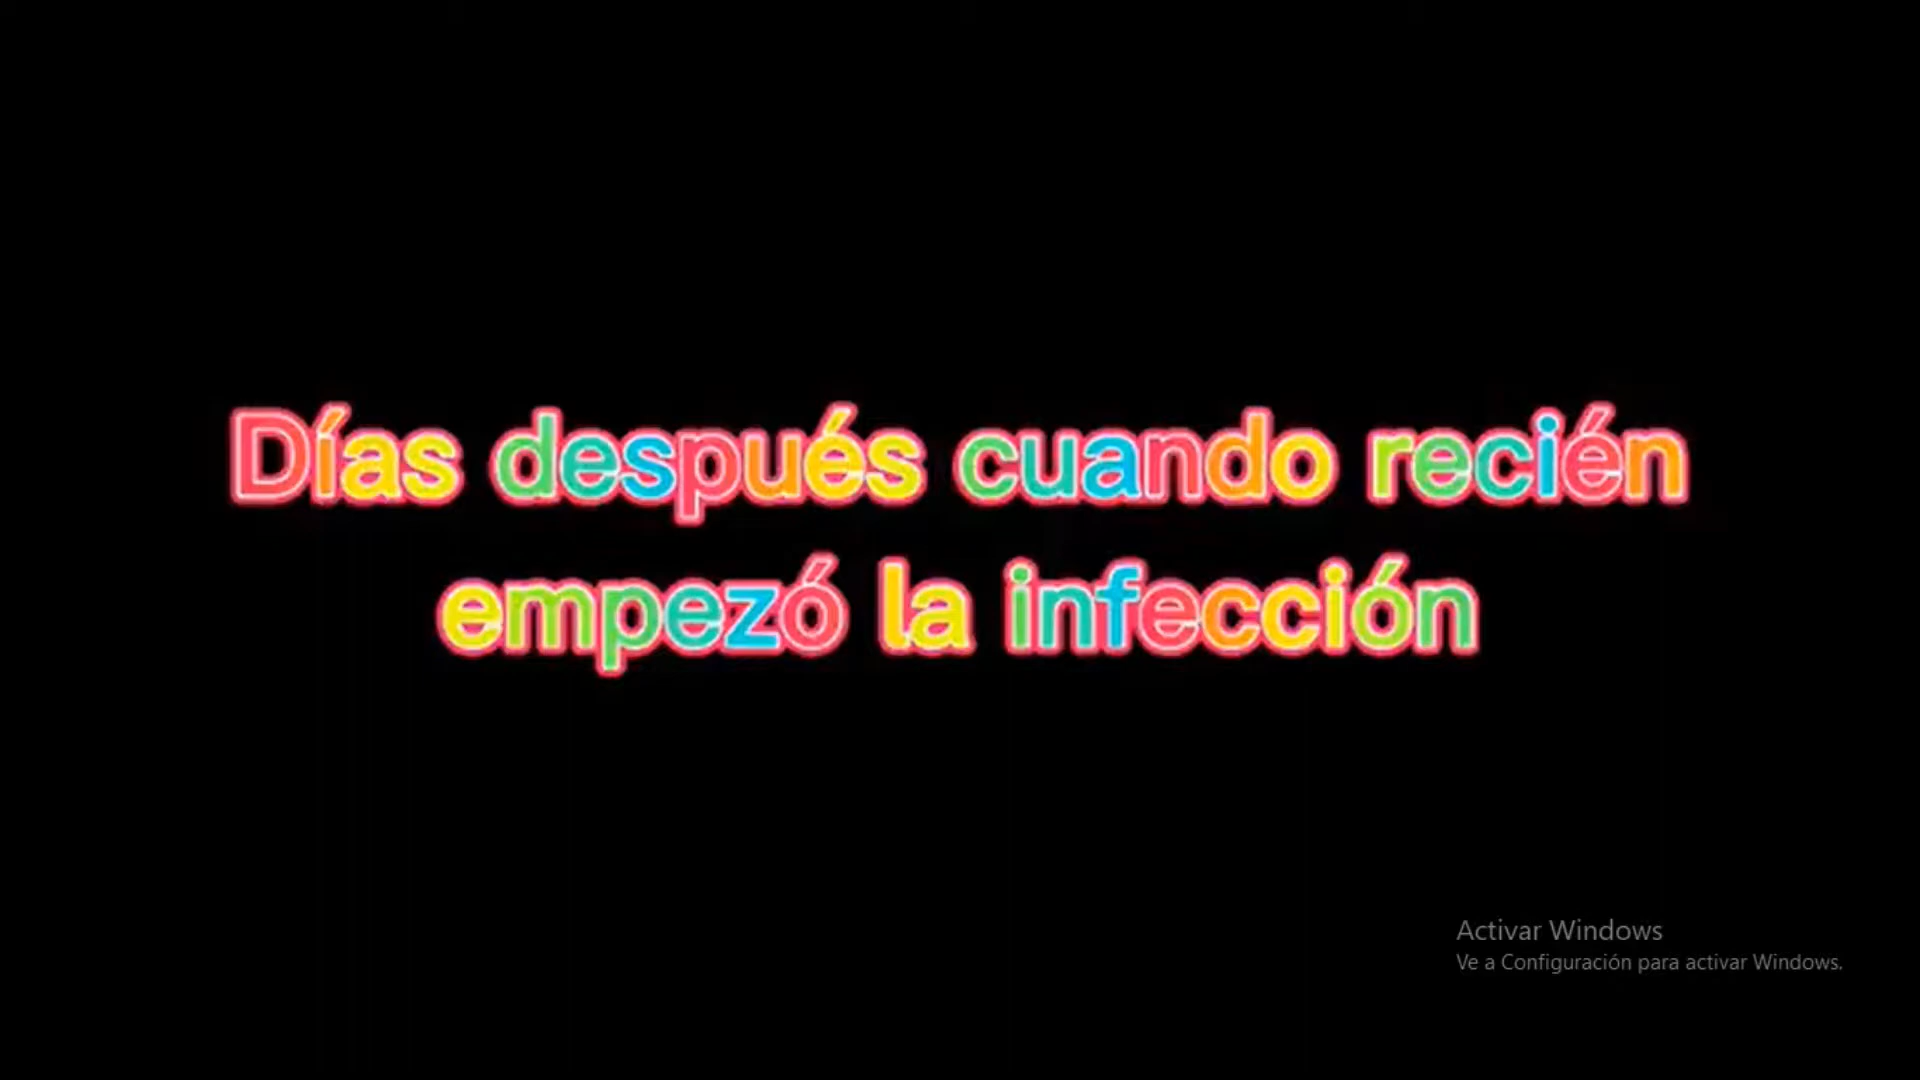 Días después cuando recién
empezó la infección
Activar Windows
Ve a Configuración para activar Windows.